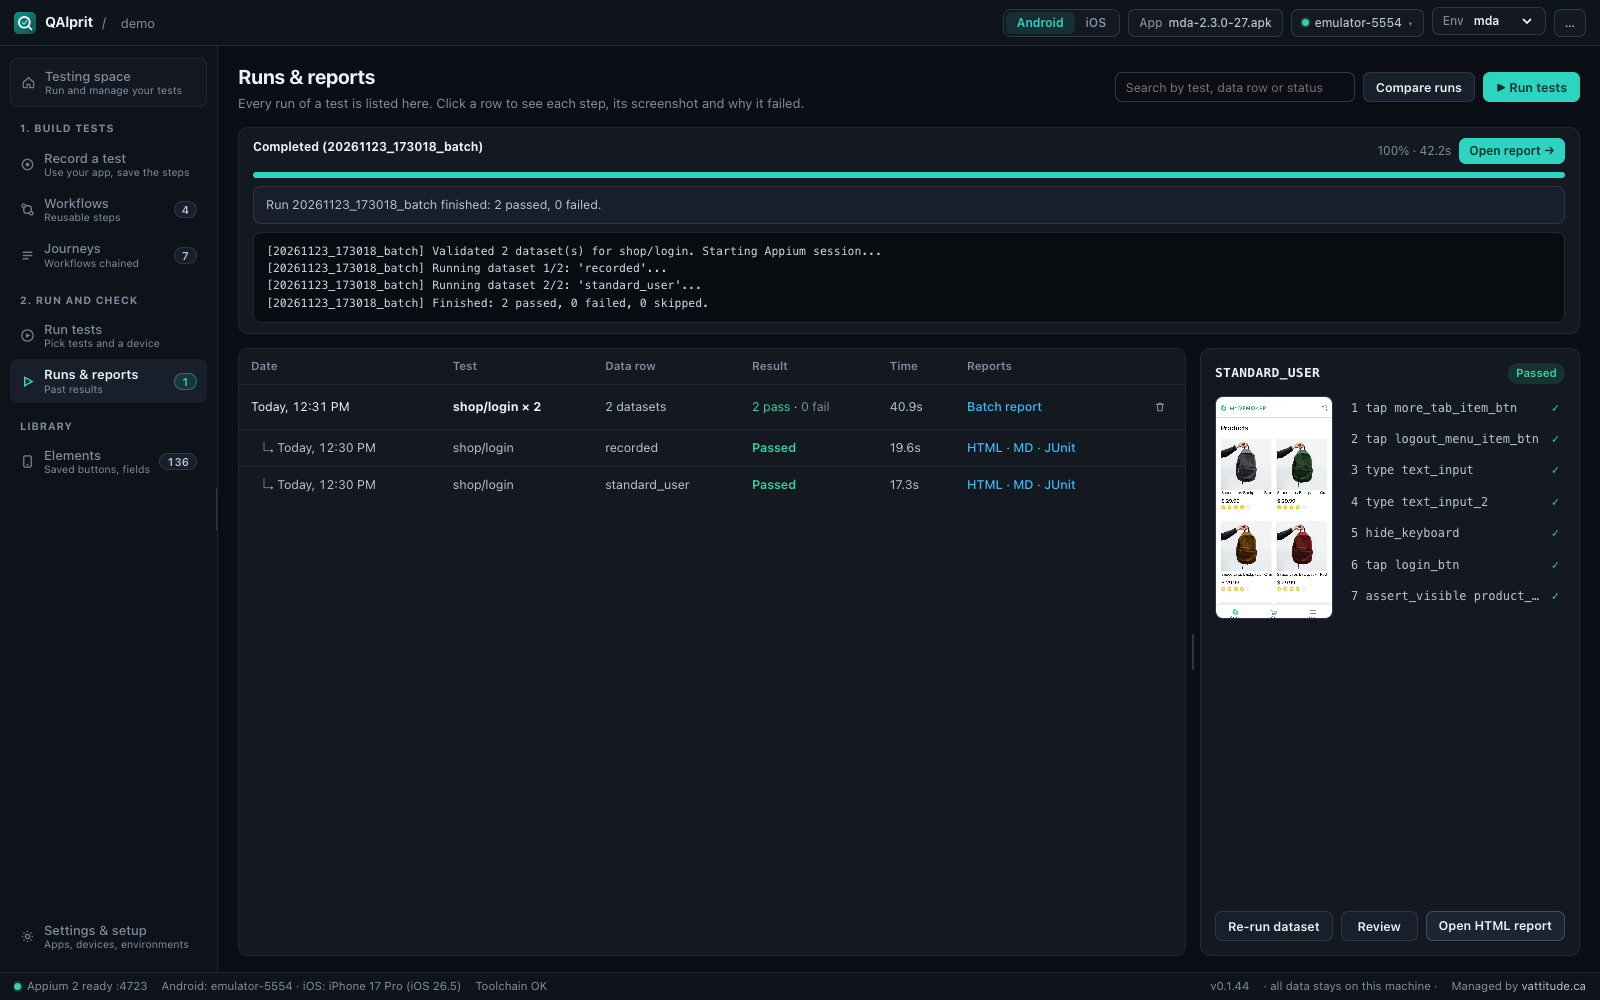 QAlprit / demo
Android iOS App mda-2.3.0-27.apk emulator-5554 Env mda ...
Testing space
Run and manage your tests
1. BUILD TESTS
Record a test
Use your app, save the steps
Workflows 4
Reusable steps
Journeys 7
Workflows chained
2. RUN AND CHECK
Run tests
Pick tests and a device
Runs & reports 1
Past results
LIBRARY
Elements 136
Saved buttons, fields
Settings & setup
Apps, devices, environments
Runs & reports
Every run of a test is listed here. Click a row to see each step, its screenshot and why it failed.
Search by test, data row or status
Compare runs
▶ Run tests
Completed (20261123_173018_batch)
100% · 42.2s Open report →
Run 20261123_173018_batch finished: 2 passed, 0 failed.
[20261123_173018_batch] Validated 2 dataset(s) for shop/login. Starting Appium session...
[20261123_173018_batch] Running dataset 1/2: 'recorded'...
[20261123_173018_batch] Running dataset 2/2: 'standard_user'...
[20261123_173018_batch] Finished: 2 passed, 0 failed, 0 skipped.
Date Test Data row Result Time Reports
Today, 12:31 PM shop/login × 2 2 datasets 2 pass · 0 fail 40.9s Batch report
Today, 12:30 PM shop/login recorded Passed 19.6s HTML · MD · JUnit
Today, 12:30 PM shop/login standard_user Passed 17.3s HTML · MD · JUnit
STANDARD_USER Passed
Products
1 tap more_tab_item_btn ✓
2 tap logout_menu_item_btn ✓
3 type text_input ✓
4 type text_input_2 ✓
5 hide_keyboard ✓
6 tap login_btn ✓
7 assert_visible product_… ✓
Re-run dataset
Review
Open HTML report
Appium 2 ready :4723 Android: emulator-5554 · iOS: iPhone 17 Pro (iOS 26.5) Toolchain OK
v0.1.44 · all data stays on this machine · Managed by vattitude.ca